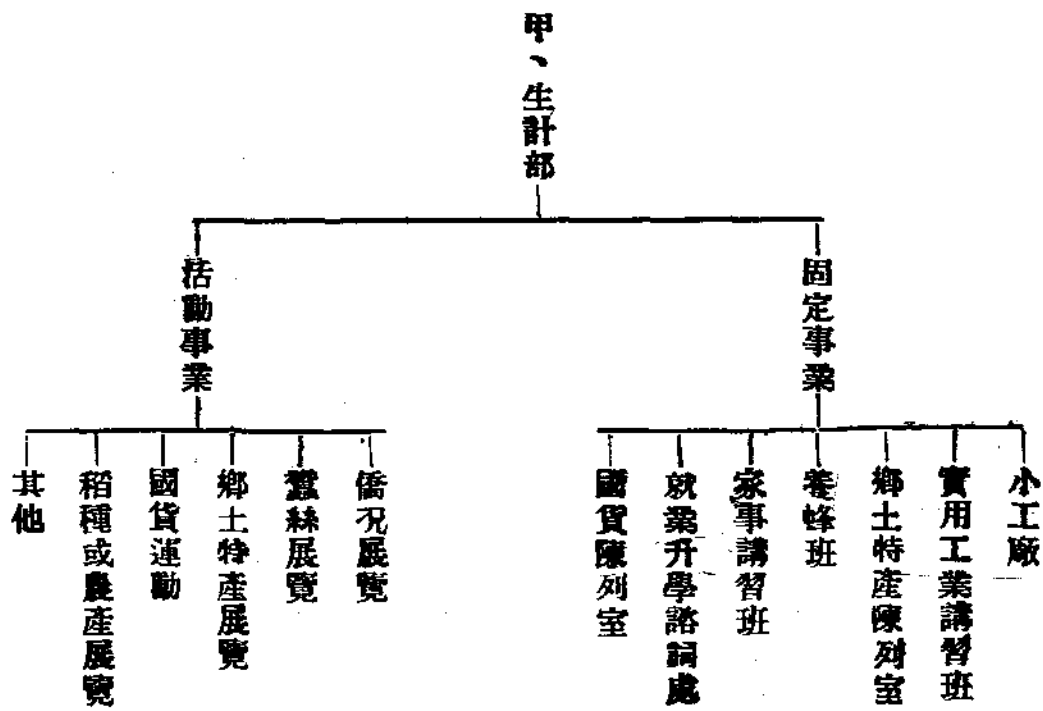 甲、生計部
固定事業
小工廠
實用工業講習班
鄉土特產陳列室
養蜂班
家事講習班
就業升學諮詢處
國貨陳列室
活動事業
僑況展覽
蠶絲展覽
鄉土特產展覽
國貨運動
稻種或農產展覽
其他